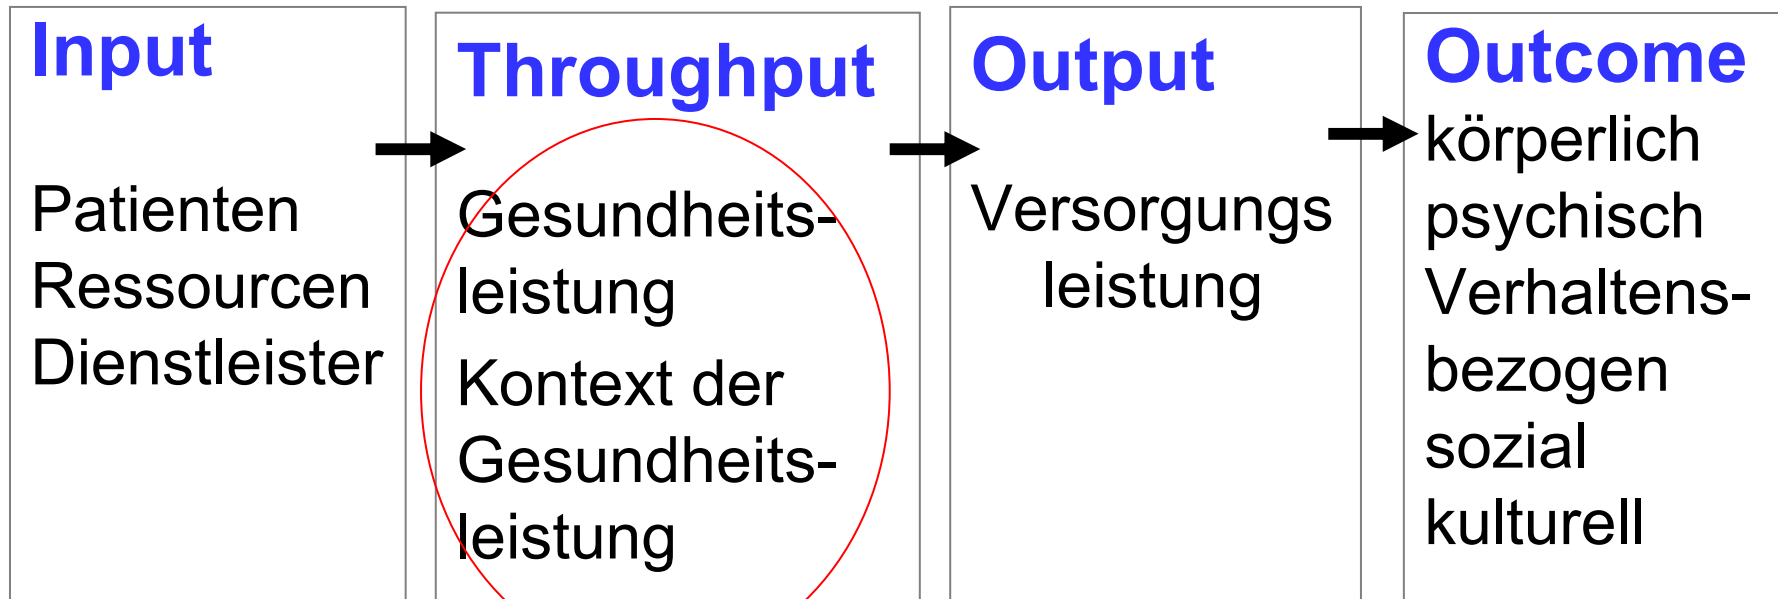 Input
Patienten
Ressourcen
Dienstleister
Throughput
Gesundheits-
leistung
Kontext der
Gesundheits-
leistung
Output
Versorgungs
leistung
Outcome
körperlich
psychisch
Verhaltens-
bezogen
sozial
kulturell